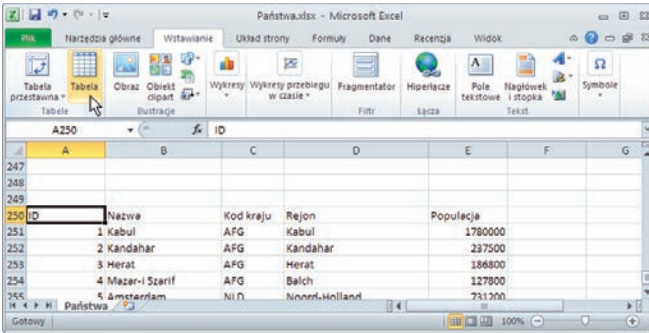 Państwa.xlsx - Microsoft Excel
Plik Narzędzia główne Wstawianie Układ strony Formuły Dane Recenzja Widok
Tabela przestawna Tabela Obraz Obiekt clipart Wykresy Wykresy przebiegu w czasie Fragmentator Hiperłącze Pole tekstowe Nagłówek i stopka Symbole
Tabele Ilustracje Filtr Łącza Tekst
A250 fx ID
A B C D E F G
247
248
249
250 ID Nazwa Kod kraju Rejon Populacja
251 1 Kabul AFG Kabul 1780000
252 2 Kandahar AFG Kandahar 237500
253 3 Herat AFG Herat 186800
254 4 Mazar-i Szarif AFG Balch 127800
255 5 Amsterdam NLD Noord-Holland 731200
Państwa
Gotowy 100%